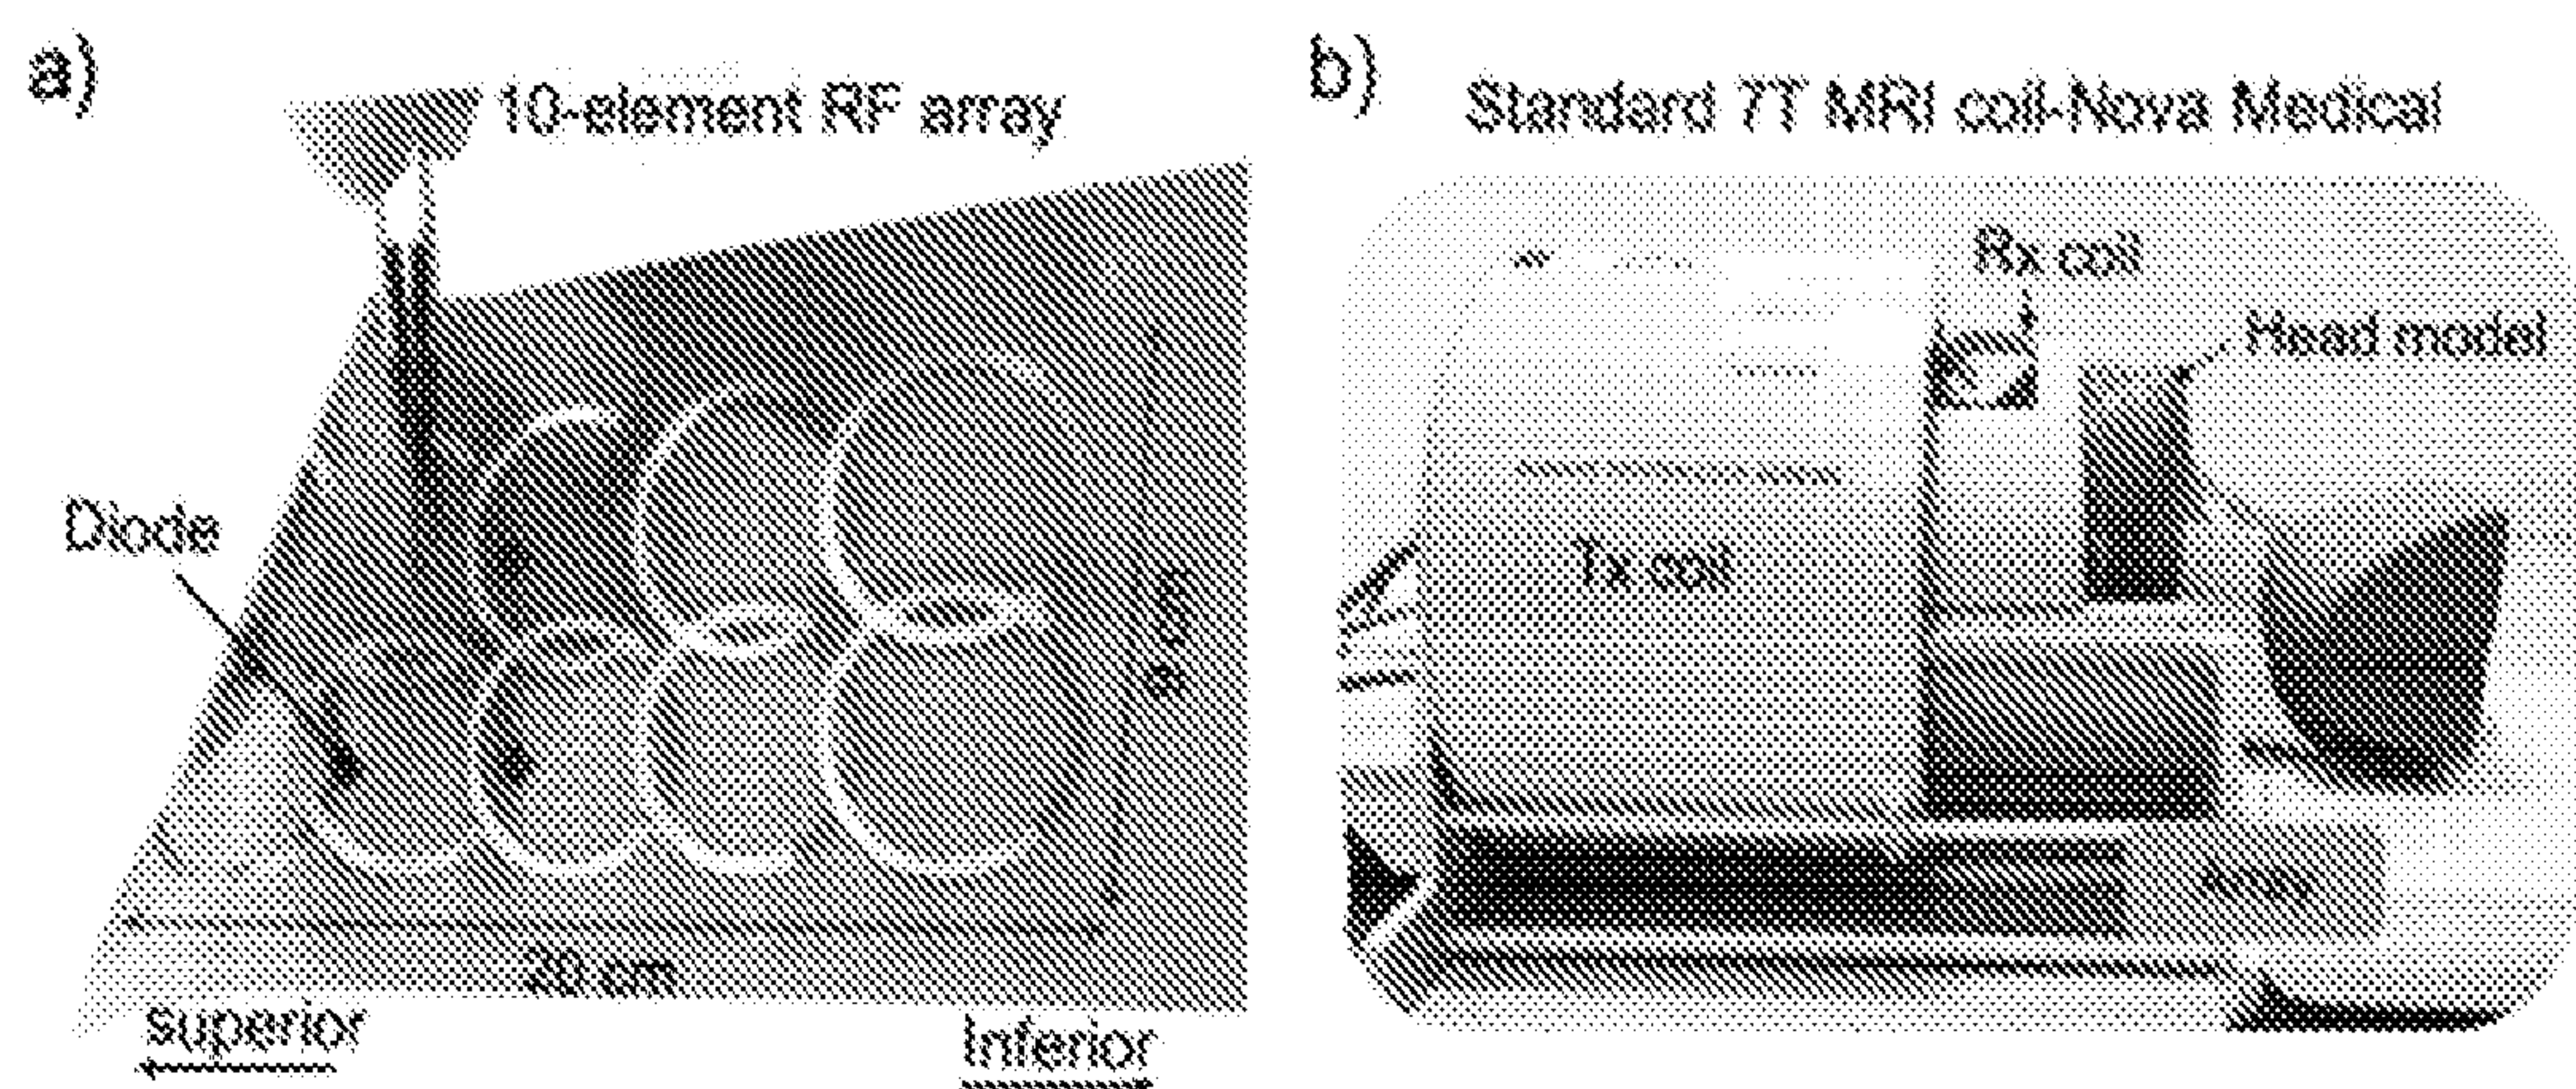 a)
10-element RF array
Diode
20 cm
superior
Inferior
b)
Standard 7T MRI coil-Nova Medical
Rx coil
Head model
Tx coil